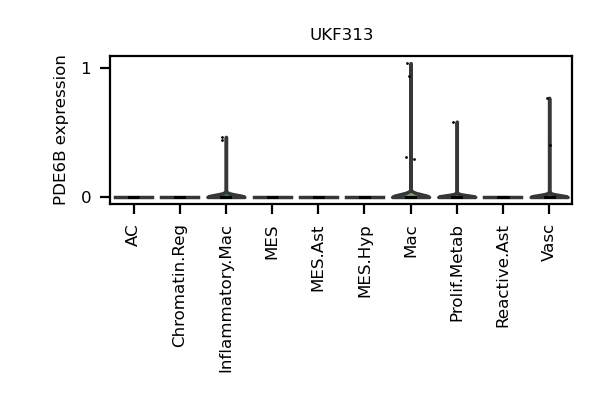 UKF313
PDE6B expression
1
0
AC
Chromatin.Reg
Inflammatory.Mac
MES
MES.Ast
MES.Hyp
Mac
Prolif.Metab
Reactive.Ast
Vasc